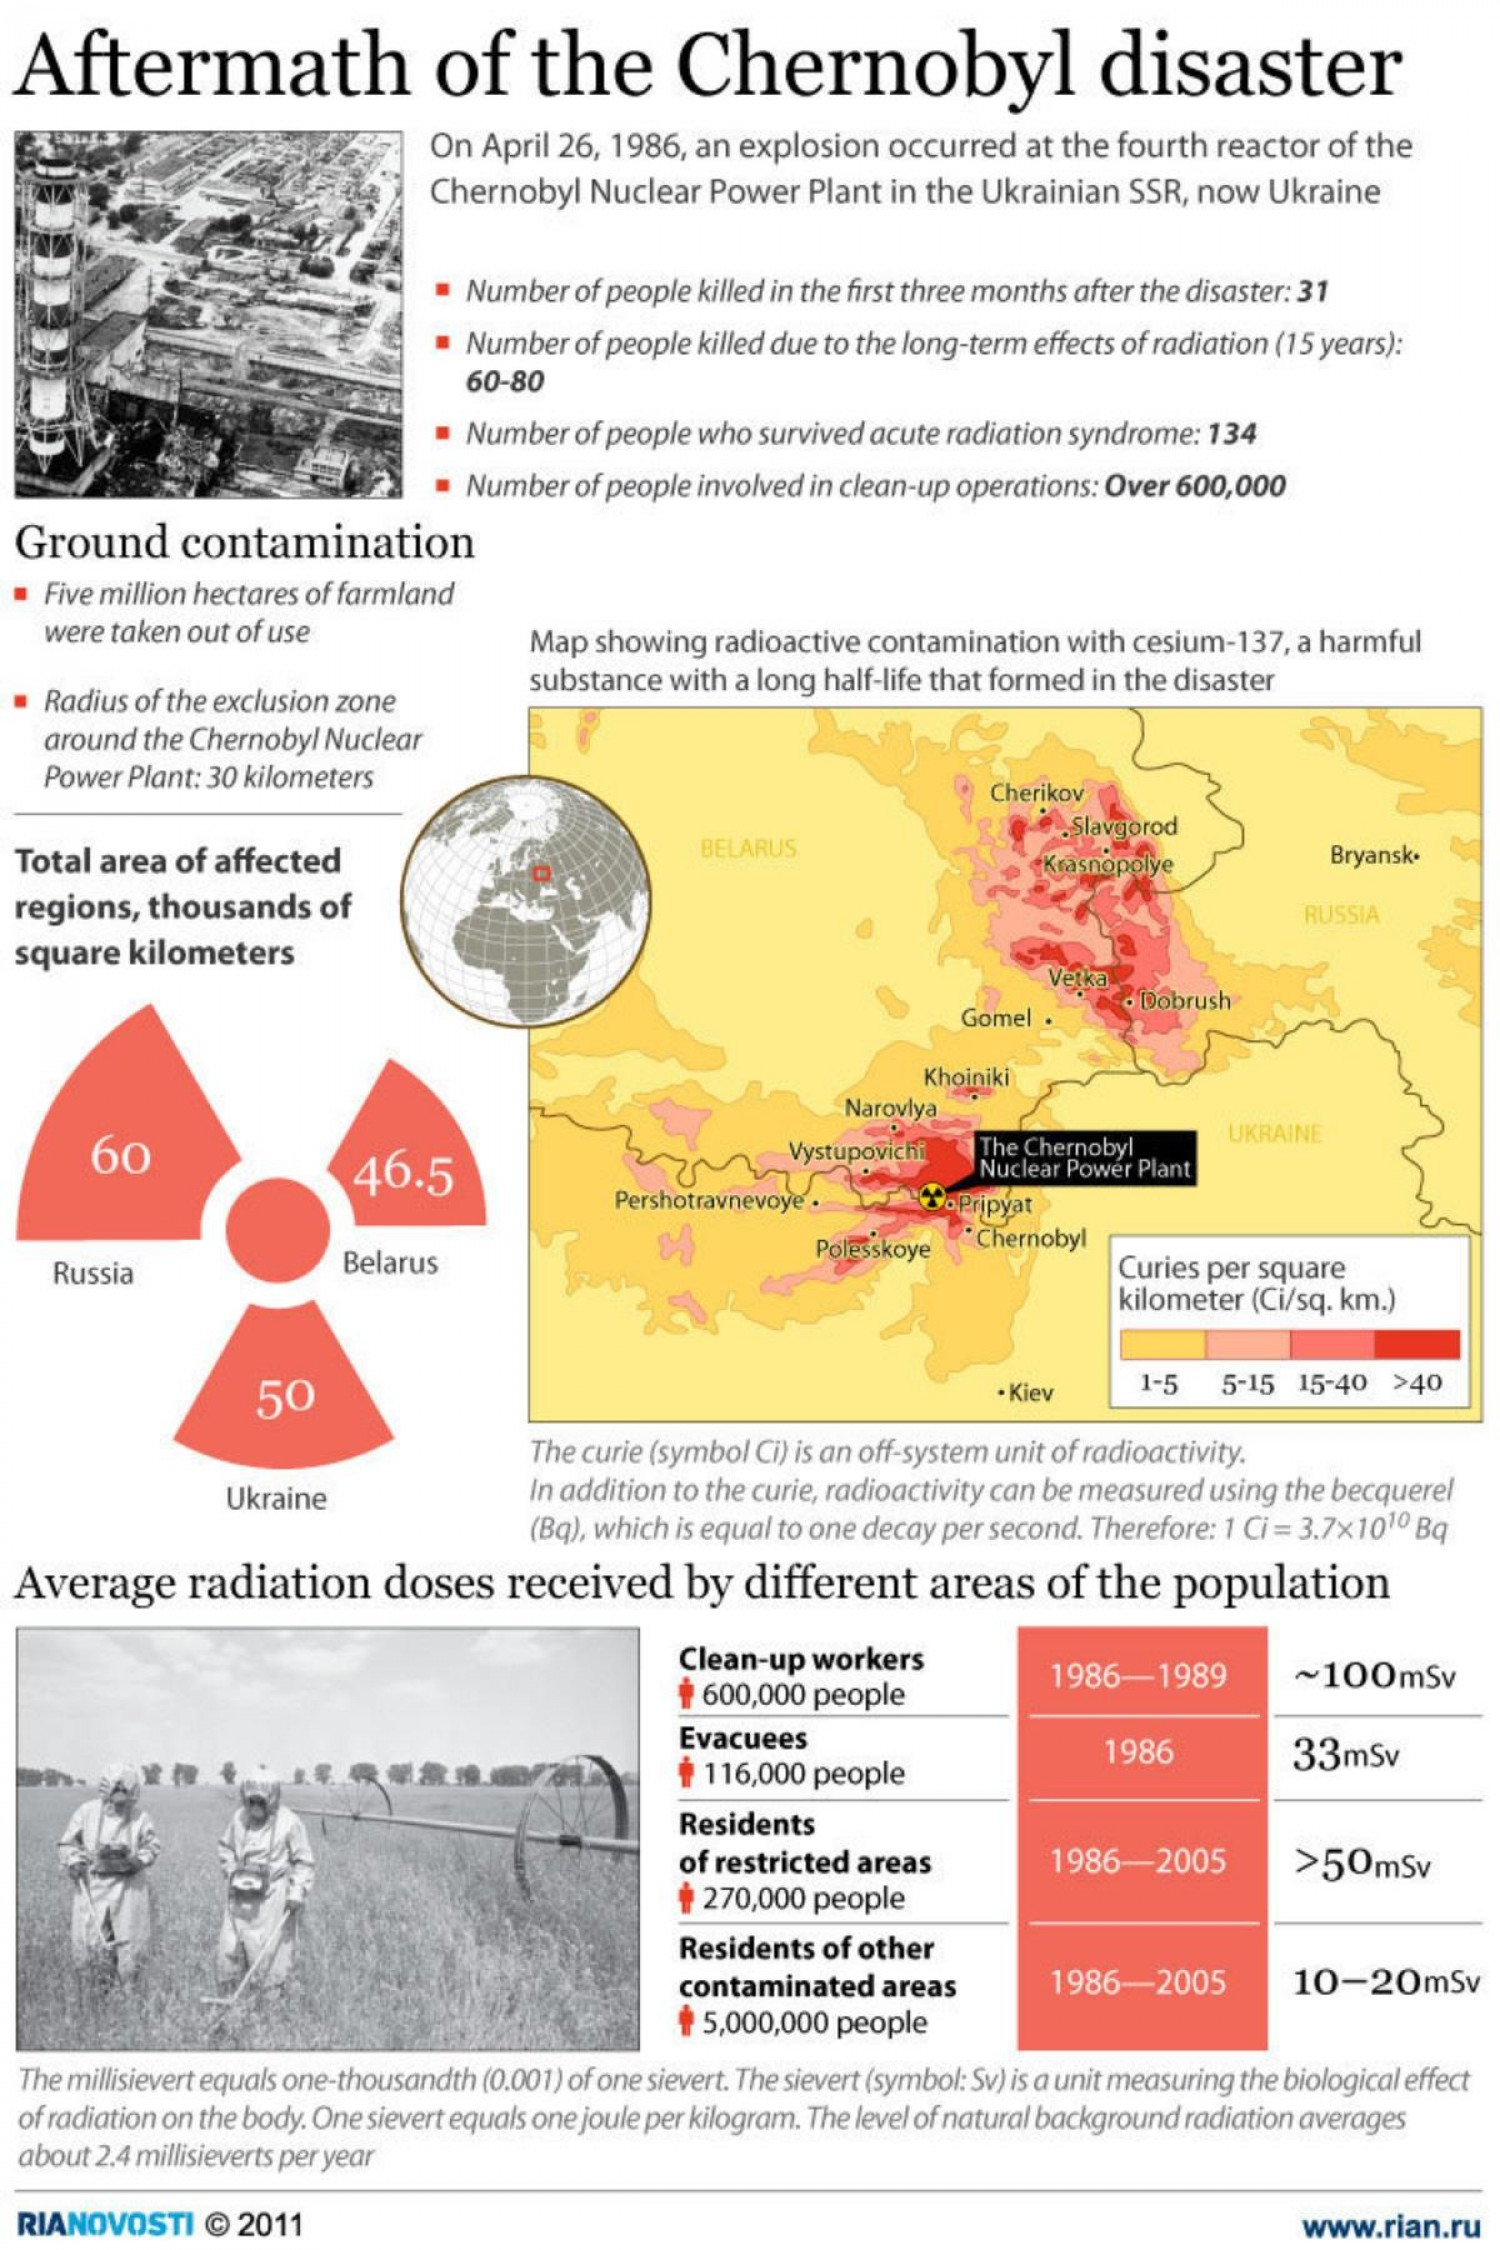 Aftermath of the Chernobyl disaster
On April 26, 1986, an explosion occurred at the fourth reactor of the
Chernobyl Nuclear Power Plant in the Ukrainian SSR, now Ukraine
Number of people killed in the first three months after the disaster: 31
Number of people killed due to the long-term effects of radiation (15 years):
60-80
Number of people who survived acute radiation syndrome: 134
Number of people involved in clean-up operations: Over 600,000
Ground contamination
Five million hectares of farmland
were taken out of use
Radius of the exclusion zone
around the Chernobyl Nuclear
Power Plant: 30 kilometers
Total area of affected
regions, thousands of
square kilometers
60
Russia
46.5
Belarus
50
Ukraine
Map showing radioactive contamination with cesium-137, a harmful
substance with a long half-life that formed in the disaster
Cherikov
Slavgorod
BELARUS
Krasnopolye
Bryansk
RUSSIA
Vetka
Dobrush
Gomel
Khoiniki
Narovlya
UKRAINE
Vystupovichi
The Chernobyl
Nuclear Power Plant
Pershotravnevoye
Pripyat
Chernobyl
Polesskoye
Kiev
Curies per square
kilometer (Ci/sq. km.)
1-5 5-15 15-40 >40
The curie (symbol Ci) is an off-system unit of radioactivity.
In addition to the curie, radioactivity can be measured using the becquerel
(Bq), which is equal to one decay per second. Therefore: 1 Ci = 3.7×10¹⁰ Bq
Average radiation doses received by different areas of the population
Clean-up workers
600,000 people
1986—1989
~100mSv
Evacuees
116,000 people
1986
33mSv
Residents
of restricted areas
270,000 people
1986—2005
>50mSv
Residents of other
contaminated areas
5,000,000 people
1986—2005
10—20mSv
The millisievert equals one-thousandth (0.001) of one sievert. The sievert (symbol: Sv) is a unit measuring the biological effect
of radiation on the body. One sievert equals one joule per kilogram. The level of natural background radiation averages
about 2.4 millisieverts per year
RIANOVOSTI © 2011
www.rian.ru